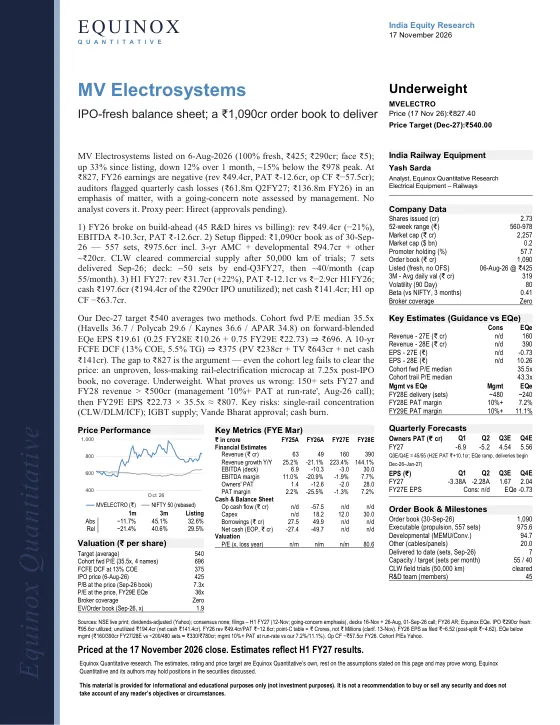 EQUINOX
QUANTITATIVE
India Equity Research
17 November 2026
MV Electrosystems
IPO-fresh balance sheet; a ₹1,090cr order book to deliver
Underweight
MVELECTRO
Price (17 Nov 26):₹827.40
Price Target (Dec-27):₹540.00
MV Electrosystems listed on 6-Aug-2026 (100% fresh, ₹425; ₹290cr; face ₹5);
up 33% since listing, down 12% over 1 month, ~15% below the ₹978 peak. At
₹827, FY26 earnings are negative (rev ₹49.4cr, PAT ₹-12.6cr, op CF ₹−57.5cr);
auditors flagged quarterly cash losses (₹61.8m Q2FY27; ₹136.8m FY26) in an
emphasis of matter, with a going-concern note assessed by management. No
analyst covers it. Proxy peer: Hirect (approvals pending).
1) FY26 broke on build-ahead (45 R&D hires vs billing): rev ₹49.4cr (−21%),
EBITDA ₹-10.3cr, PAT ₹-12.6cr. 2) Setup flipped: ₹1,090cr book as of 30-Sep-
26 — 557 sets, ₹975.6cr incl. 3-yr AMC + developmental ₹94.7cr + other
~₹20cr. CLW cleared commercial supply after 50,000 km of trials; 7 sets
delivered Sep-26; deck: ~50 sets by end-Q3FY27, then ~40/month (cap
55/month). 3) H1 FY27: rev ₹31.7cr (+22%), PAT ₹-12.1cr vs ₹−2.9cr H1FY26;
cash ₹197.6cr (₹194.4cr of the ₹290cr IPO unutilized); net cash ₹141.4cr; H1 op
CF −₹63.7cr.
Our Dec-27 target ₹540 averages two methods. Cohort fwd P/E median 35.5x
(Havells 36.7 / Polycab 29.6 / Kaynes 36.6 / APAR 34.8) on forward-blended
EQe EPS ₹19.61 (0.25 FY28E ₹10.26 + 0.75 FY29E ₹22.73) ⇒ ₹696. A 10-yr
FCFE DCF (13% COE, 5.5% TG) ⇒ ₹375 (PV ₹238cr + TV ₹643cr + net cash
₹141cr). The gap to ₹827 is the argument — even the cohort leg fails to clear the
price: an unproven, loss-making rail-electrification microcap at 7.25x post-IPO
book, no coverage. Underweight. What proves us wrong: 150+ sets FY27 and
FY28 revenue > ₹500cr (management '10%+ PAT at run-rate', Aug-26 call);
then FY29E EPS ₹22.73 × 35.5 ≈ ₹807. Key risks: single-rail concentration
(CLW/DLM/ICF); IGBT supply; Vande Bharat approval; cash burn.
India Railway Equipment
Yash Sarda
Analyst, Equinox Quantitative Research
Electrical Equipment – Railways
Company Data
Shares issued (cr) 2.73
52-week range (₹) 560-978
Market cap (₹ cr) 2,257
Market cap ($ bn) 0.2
Promoter holding (%) 57.7
Order book (₹ cr) 1,090
Listed (fresh, no OFS) 06-Aug-26 @ ₹425
3M - Avg daily val (₹ cr) 319
Volatility (90 Day) 80
Beta (vs NIFTY, 3 months) 0.41
Broker coverage Zero
Key Estimates (Guidance vs EQe)
Cons EQe
Revenue - 27E (₹ cr) n/d 160
Revenue - 28E (₹ cr) n/d 390
EPS - 27E (₹) n/d -0.73
EPS - 28E (₹) n/d 10.26
Cohort fwd P/E median 35.5x
Cohort trail P/E median 43.3x
Mgmt vs EQe Mgmt EQe
FY28E delivery (sets) ~480 ~240
FY28E PAT margin 10%+ 7.2%
FY29E PAT margin 10%+ 11.1%
Quarterly Forecasts
Owners PAT (₹ cr) Q1 Q2 Q3E Q4E
FY27 -6.9 -5.2 4.54 5.56
EPS (₹) Q1 Q2 Q3E Q4E
FY27 -3.38A -2.28A 1.67 2.04
FY27E EPS Cons: n/d EQe -0.73
Order Book & Milestones
Order book (30-Sep-26) 1,090
Executable (propulsion, 557 sets) 975.6
Developmental (MEMU/Conv.) 94.7
Other (cables/panels) 20.0
Delivered to date (sets, Sep-26) 7
Capacity / target (sets per month) 55 / 40
CLW field trials (50,000 km) cleared
R&D team (members) 45
Price Performance
1,000
800
600
400
Oct 26
MVELECTRO (₹) NIFTY 50 (rebased)
1m 3m Listing
Abs −11.7% 45.1% 32.6%
Rel −21.4% 40.6% 29.5%
Valuation (₹ per share)
Target (average) 540
Cohort fwd P/E (35.5x, 4 names) 696
FCFE DCF at 13% COE 375
IPO price (6-Aug-26) 425
P/B at the price (Sep-26 book) 7.3x
P/E at the price, FY29E EQe 36x
Broker coverage Zero
EV/Order book (Sep-26, x) 1.9
Key Metrics (FYE Mar)
₹ in crore FY25A FY26A FY27E FY28E
Financial Estimates
Revenue (₹ cr) 63 49 160 390
Revenue growth Y/Y 25.2% -21.1% 223.4% 144.1%
EBITDA (deck) 6.9 -10.3 -3.0 30.0
EBITDA margin 11.0% -20.9% -1.9% 7.7%
Owners' PAT 1.4 -12.6 -2.0 28.0
PAT margin 2.2% -25.5% -1.3% 7.2%
Cash & Balance Sheet
Op cash flow (₹ cr) n/d -57.5 n/d n/d
Capex n/d 18.2 12.0 30.0
Borrowings (₹ cr) 27.5 49.9 n/d n/d
Net cash (EOP, ₹ cr) -27.4 -49.7 n/d n/d
Valuation
P/E (x, loss year) n/m n/m n/m 80.6
Priced at the 17 November 2026 close. Estimates reflect H1 FY27 results.
Equinox Quantitative research. The estimates, rating and price target are Equinox Quantitative's own, rest on the assumptions stated on this page and may prove wrong. Equinox Quantitative
and its authors may hold positions in the securities discussed.
This material is provided for informational and educational purposes only (not investment purposes). It is not a recommendation to buy or sell any security and does not
take account of any reader's objectives or circumstances.
Equinox Quantitative